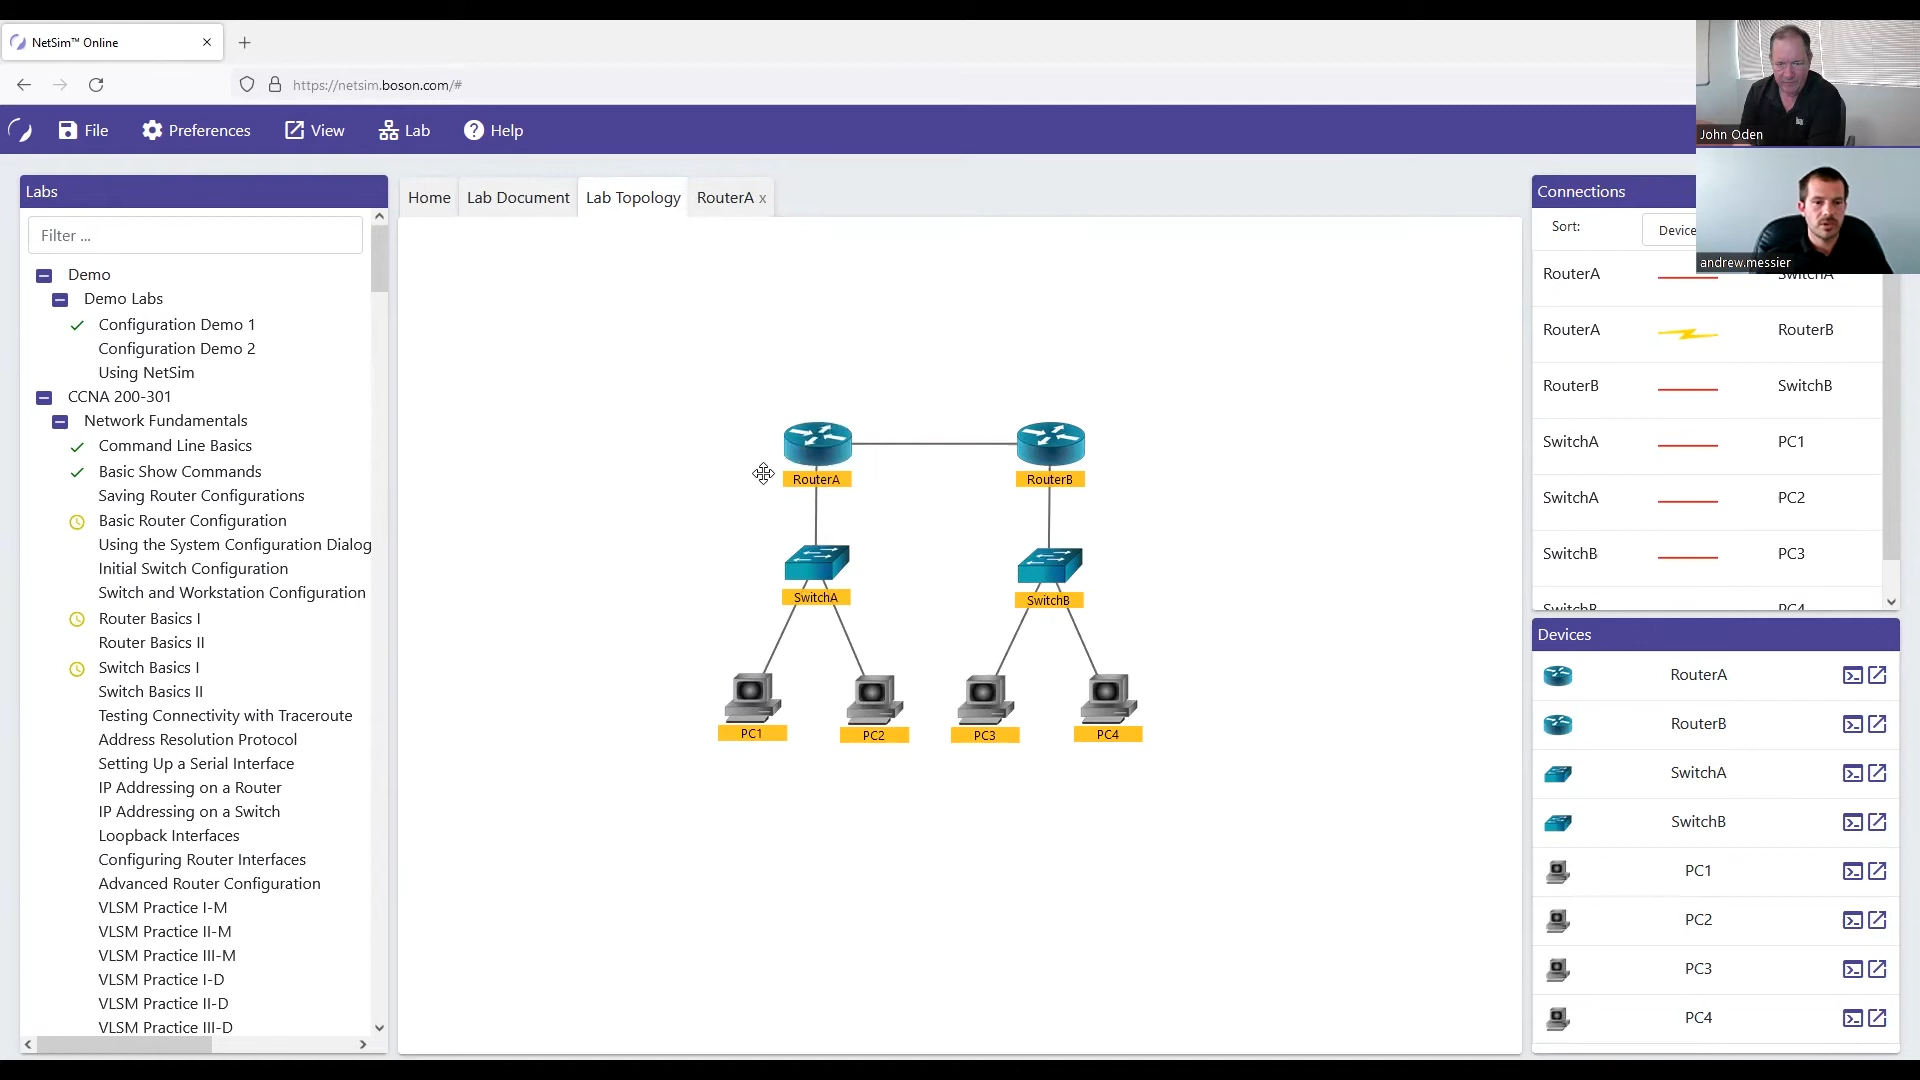 NetSim™ Online
https://netsim.boson.com/#
File
Preferences
View
Lab
Help
John Oden
andrew.messier
Labs
Filter ...
Demo
Demo Labs
Configuration Demo 1
Configuration Demo 2
Using NetSim
CCNA 200-301
Network Fundamentals
Command Line Basics
Basic Show Commands
Saving Router Configurations
Basic Router Configuration
Using the System Configuration Dialog
Initial Switch Configuration
Switch and Workstation Configuration
Router Basics I
Router Basics II
Switch Basics I
Switch Basics II
Testing Connectivity with Traceroute
Address Resolution Protocol
Setting Up a Serial Interface
IP Addressing on a Router
IP Addressing on a Switch
Loopback Interfaces
Configuring Router Interfaces
Advanced Router Configuration
VLSM Practice I-M
VLSM Practice II-M
VLSM Practice III-M
VLSM Practice I-D
VLSM Practice II-D
VLSM Practice III-D
Home
Lab Document
Lab Topology
RouterA x
RouterA
RouterB
SwitchA
SwitchB
PC1
PC2
PC3
PC4
Connections
Sort:
Device
RouterA SwitchA
RouterA RouterB
RouterB SwitchB
SwitchA PC1
SwitchA PC2
SwitchB PC3
SwitchB PC4
Devices
RouterA
RouterB
SwitchA
SwitchB
PC1
PC2
PC3
PC4